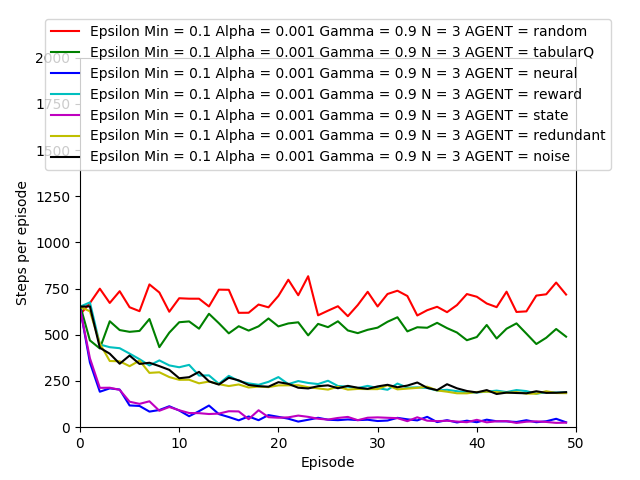 Epsilon Min = 0.1 Alpha = 0.001 Gamma = 0.9 N = 3 AGENT = random
Epsilon Min = 0.1 Alpha = 0.001 Gamma = 0.9 N = 3 AGENT = tabularQ
Epsilon Min = 0.1 Alpha = 0.001 Gamma = 0.9 N = 3 AGENT = neural
Epsilon Min = 0.1 Alpha = 0.001 Gamma = 0.9 N = 3 AGENT = reward
Epsilon Min = 0.1 Alpha = 0.001 Gamma = 0.9 N = 3 AGENT = state
Epsilon Min = 0.1 Alpha = 0.001 Gamma = 0.9 N = 3 AGENT = redundant
Epsilon Min = 0.1 Alpha = 0.001 Gamma = 0.9 N = 3 AGENT = noise
2000
1750
1500
1250
1000
750
500
250
0
Steps per episode
0 10 20 30 40 50
Episode